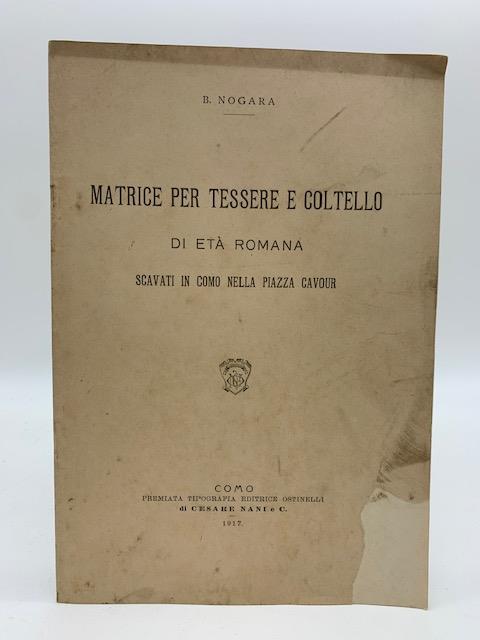 B. NOGARA
MATRICE PER TESSERE E COLTELLO
DI ETÀ ROMANA
SCAVATI IN COMO NELLA PIAZZA CAVOUR
COMO
PREMIATA TIPOGRAFIA EDITRICE OSTINELLI
di CESARE NANI e C.
1917.